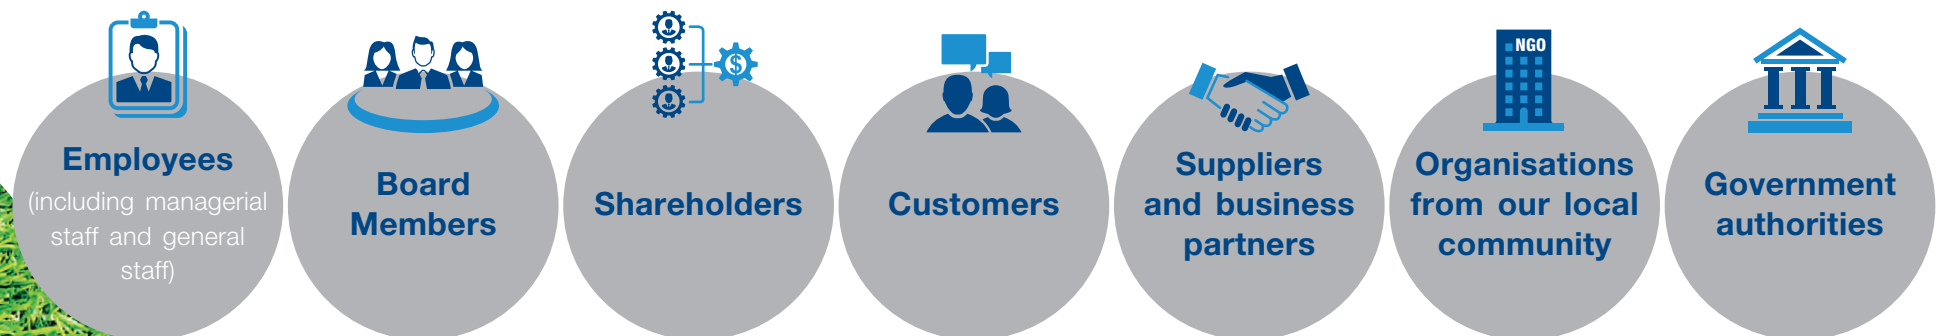 NGO
Employees
(including managerial
staff and general
staff)
Board
Members
Shareholders
$
Customers
Suppliers
and business
partners
Organisations
from our local
community
Government
authorities